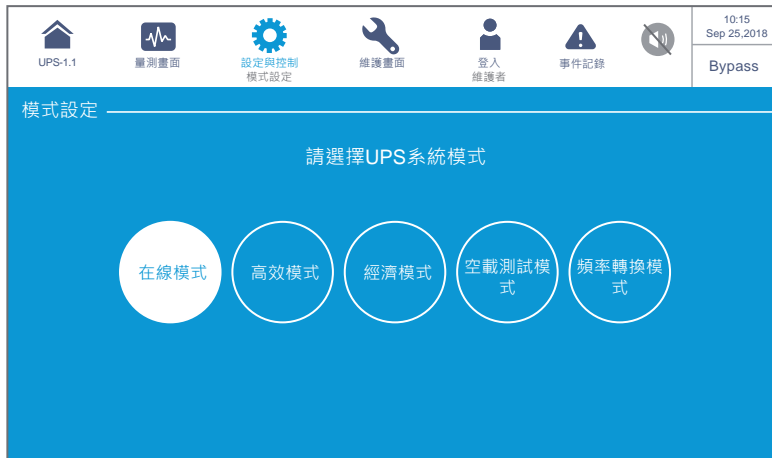 UPS-1.1
量測畫面
設定與控制
模式設定
維護畫面
登入
維護者
事件記錄
10:15
Sep 25,2018
Bypass
模式設定
請選擇UPS系統模式
在線模式
高效模式
經濟模式
空載測試模
式
頻率轉換模
式